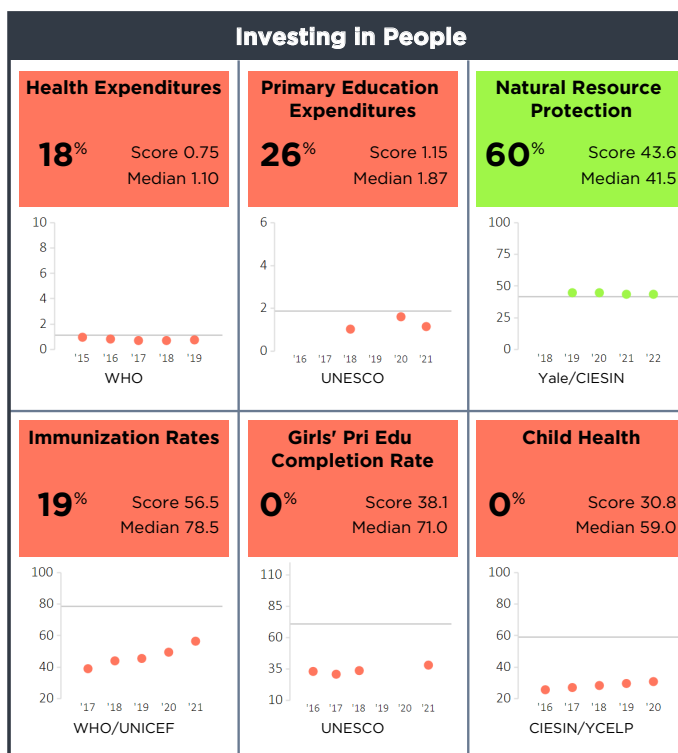 Investing in People
Health Expenditures
18%
Score 0.75
Median 1.10
10
8
6
4
2
0
'15 '16 '17 '18 '19
WHO
Primary Education
Expenditures
26%
Score 1.15
Median 1.87
6
4
2
0
'16 '17 '18 '19 '20 '21
UNESCO
Natural Resource
Protection
60%
Score 43.6
Median 41.5
100
75
50
25
0
'18 '19 '20 '21 '22
Yale/CIESIN
Immunization Rates
19%
Score 56.5
Median 78.5
100
80
60
40
20
'17 '18 '19 '20 '21
WHO/UNICEF
Girls' Pri Edu
Completion Rate
0%
Score 38.1
Median 71.0
110
85
60
35
10
'16 '17 '18 '19 '20 '21
UNESCO
Child Health
0%
Score 30.8
Median 59.0
100
80
60
40
20
'16 '17 '18 '19 '20
CIESIN/YCELP